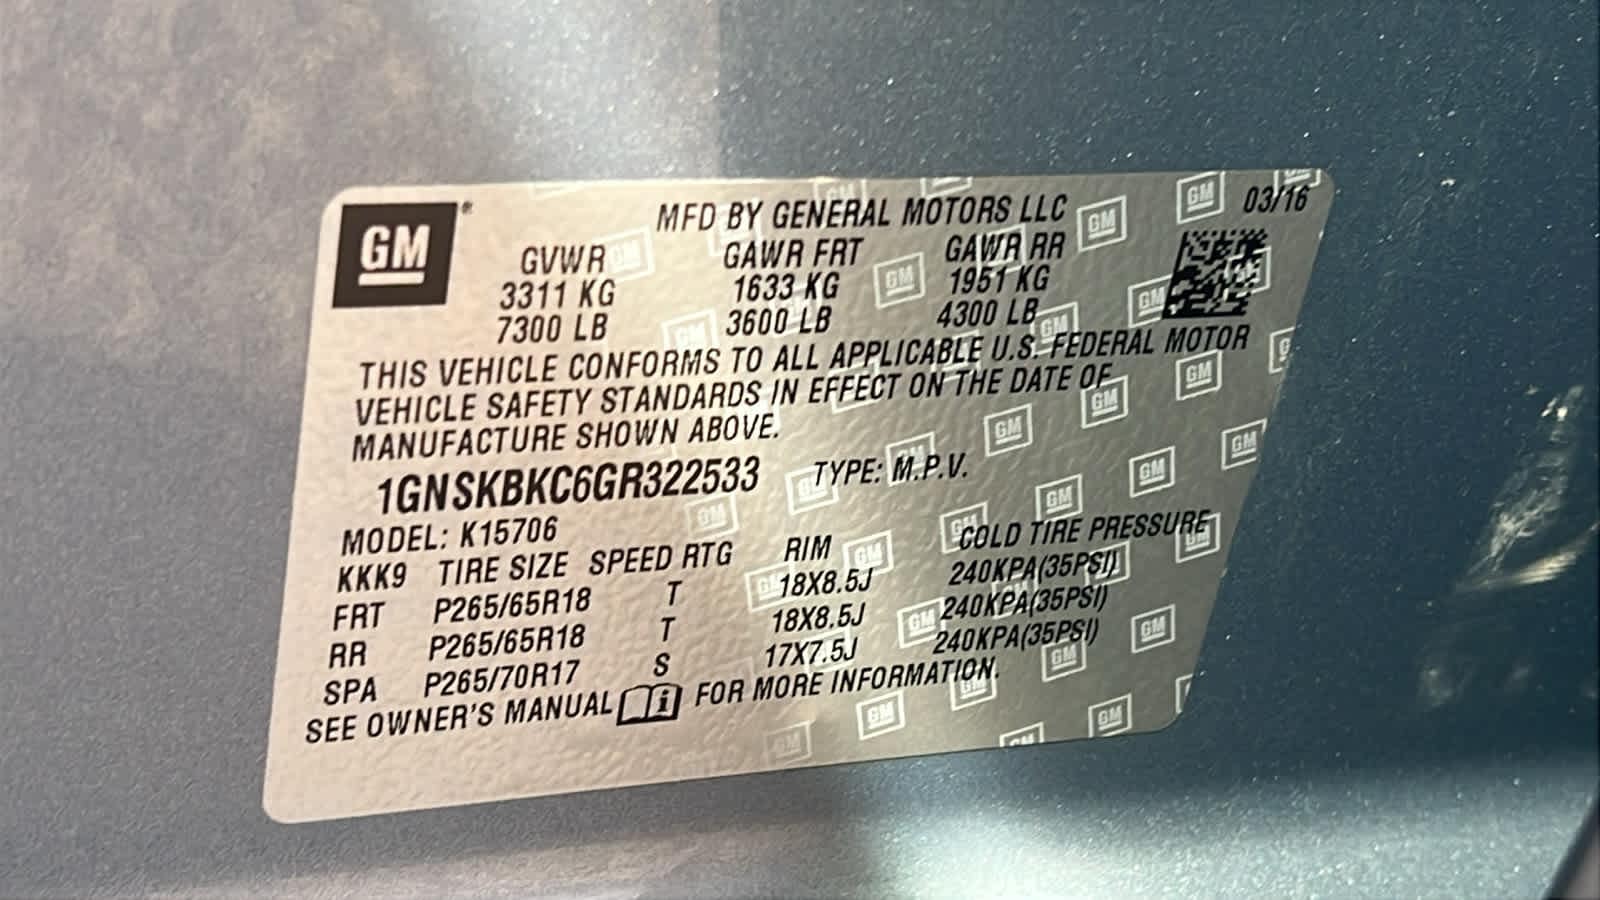 GM®
MFD BY GENERAL MOTORS LLC 03/16
GVWR GAWR FRT GAWR RR
3311 KG 1633 KG 1951 KG
7300 LB 3600 LB 4300 LB
THIS VEHICLE CONFORMS TO ALL APPLICABLE U.S. FEDERAL MOTOR
VEHICLE SAFETY STANDARDS IN EFFECT ON THE DATE OF
MANUFACTURE SHOWN ABOVE.
1GNSKBKC6GR322533 TYPE: M.P.V.
MODEL: K15706
KKK9 TIRE SIZE SPEED RTG RIM COLD TIRE PRESSURE
FRT P265/65R18 T 18X8.5J 240KPA(35PSI)
RR P265/65R18 T 18X8.5J 240KPA(35PSI)
SPA P265/70R17 S 17X7.5J 240KPA(35PSI)
SEE OWNER'S MANUAL i FOR MORE INFORMATION.